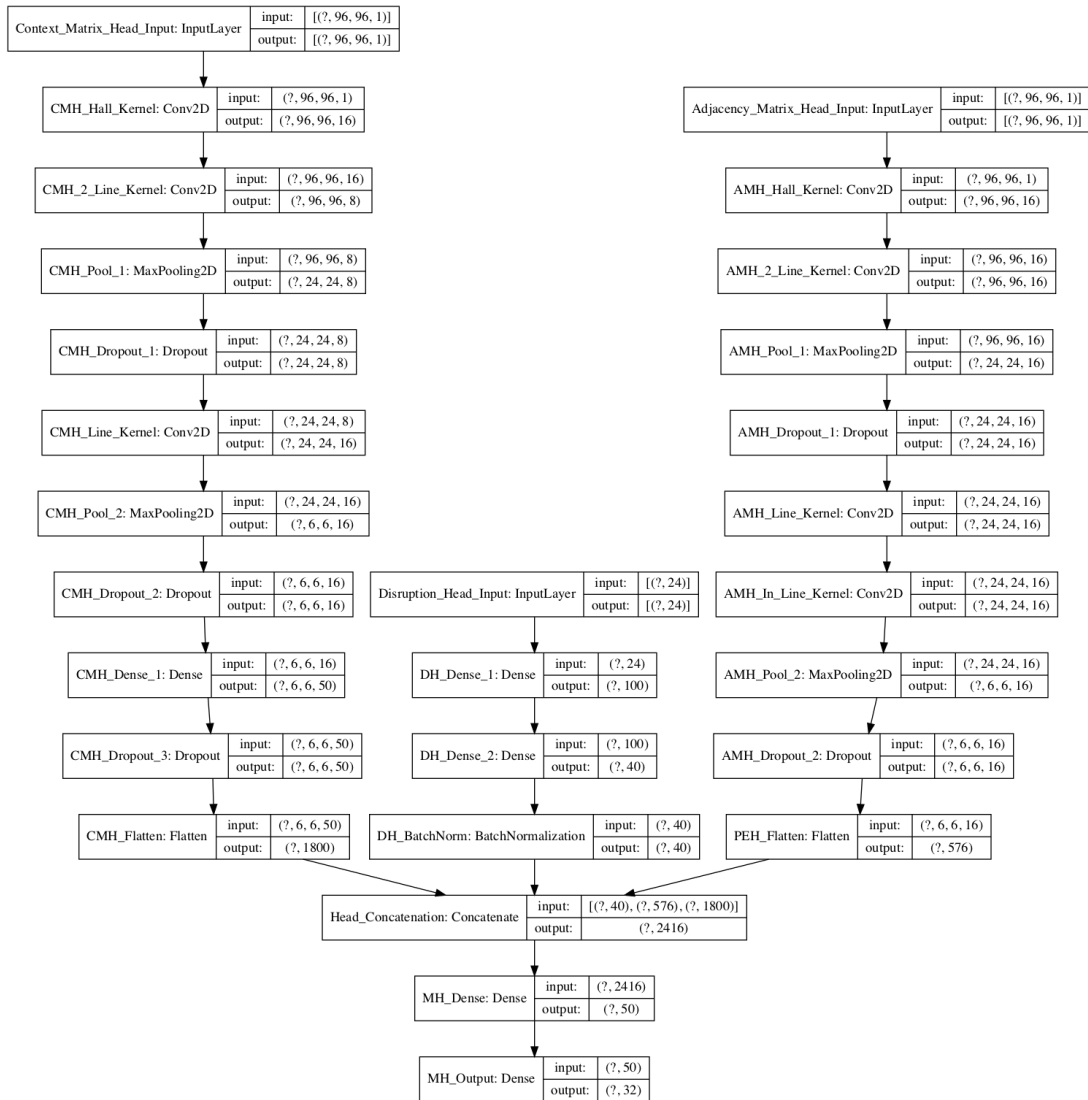 Context_Matrix_Head_Input: InputLayer
input: [(?, 96, 96, 1)]
output: [(?, 96, 96, 1)]
CMH_Hall_Kernel: Conv2D
input: (?, 96, 96, 1)
output: (?, 96, 96, 16)
Adjacency_Matrix_Head_Input: InputLayer
input: [(?, 96, 96, 1)]
output: [(?, 96, 96, 1)]
CMH_2_Line_Kernel: Conv2D
input: (?, 96, 96, 16)
output: (?, 96, 96, 8)
AMH_Hall_Kernel: Conv2D
input: (?, 96, 96, 1)
output: (?, 96, 96, 16)
CMH_Pool_1: MaxPooling2D
input: (?, 96, 96, 8)
output: (?, 24, 24, 8)
AMH_2_Line_Kernel: Conv2D
input: (?, 96, 96, 16)
output: (?, 96, 96, 16)
CMH_Dropout_1: Dropout
input: (?, 24, 24, 8)
output: (?, 24, 24, 8)
AMH_Pool_1: MaxPooling2D
input: (?, 96, 96, 16)
output: (?, 24, 24, 16)
CMH_Line_Kernel: Conv2D
input: (?, 24, 24, 8)
output: (?, 24, 24, 16)
AMH_Dropout_1: Dropout
input: (?, 24, 24, 16)
output: (?, 24, 24, 16)
CMH_Pool_2: MaxPooling2D
input: (?, 24, 24, 16)
output: (?, 6, 6, 16)
AMH_Line_Kernel: Conv2D
input: (?, 24, 24, 16)
output: (?, 24, 24, 16)
CMH_Dropout_2: Dropout
input: (?, 6, 6, 16)
output: (?, 6, 6, 16)
Disruption_Head_Input: InputLayer
input: [(?, 24)]
output: [(?, 24)]
AMH_In_Line_Kernel: Conv2D
input: (?, 24, 24, 16)
output: (?, 24, 24, 16)
CMH_Dense_1: Dense
input: (?, 6, 6, 16)
output: (?, 6, 6, 50)
DH_Dense_1: Dense
input: (?, 24)
output: (?, 100)
AMH_Pool_2: MaxPooling2D
input: (?, 24, 24, 16)
output: (?, 6, 6, 16)
CMH_Dropout_3: Dropout
input: (?, 6, 6, 50)
output: (?, 6, 6, 50)
DH_Dense_2: Dense
input: (?, 100)
output: (?, 40)
AMH_Dropout_2: Dropout
input: (?, 6, 6, 16)
output: (?, 6, 6, 16)
CMH_Flatten: Flatten
input: (?, 6, 6, 50)
output: (?, 1800)
DH_BatchNorm: BatchNormalization
input: (?, 40)
output: (?, 40)
PEH_Flatten: Flatten
input: (?, 6, 6, 16)
output: (?, 576)
Head_Concatenation: Concatenate
input: [(?, 40), (?, 576), (?, 1800)]
output: (?, 2416)
MH_Dense: Dense
input: (?, 2416)
output: (?, 50)
MH_Output: Dense
input: (?, 50)
output: (?, 32)